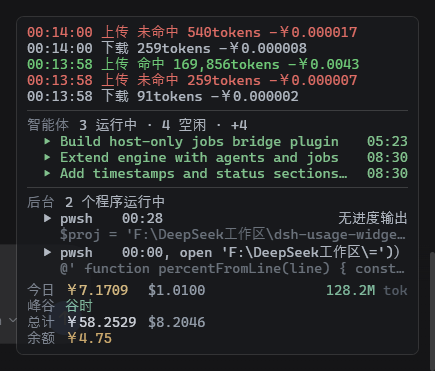 00:14:00 上传 未命中 540tokens -￥0.000017
00:14:00 下载 259tokens -￥0.000008
00:13:58 上传 命中 169,856tokens -￥0.0043
00:13:58 上传 未命中 259tokens -￥0.000007
00:13:58 下载 91tokens -￥0.000002
智能体 3 运行中 · 4 空闲 · +4
▸ Build host-only jobs bridge plugin 05:23
▸ Extend engine with agents and jobs 08:30
▸ Add timestamps and status sections… 08:30
后台 2 个程序运行中
▸ pwsh 00:28 无进度输出
$proj = 'F:\DeepSeek工作区\dsh-usage-widge…
▸ pwsh 00:00, open 'F:\DeepSeek工作区\=')）
@' function percentFromLine(line) { const…
今日 ￥7.1709 $1.0100 128.2M tok
峰谷 谷时
总计 ￥58.2529 $8.2046
余额 ￥4.75